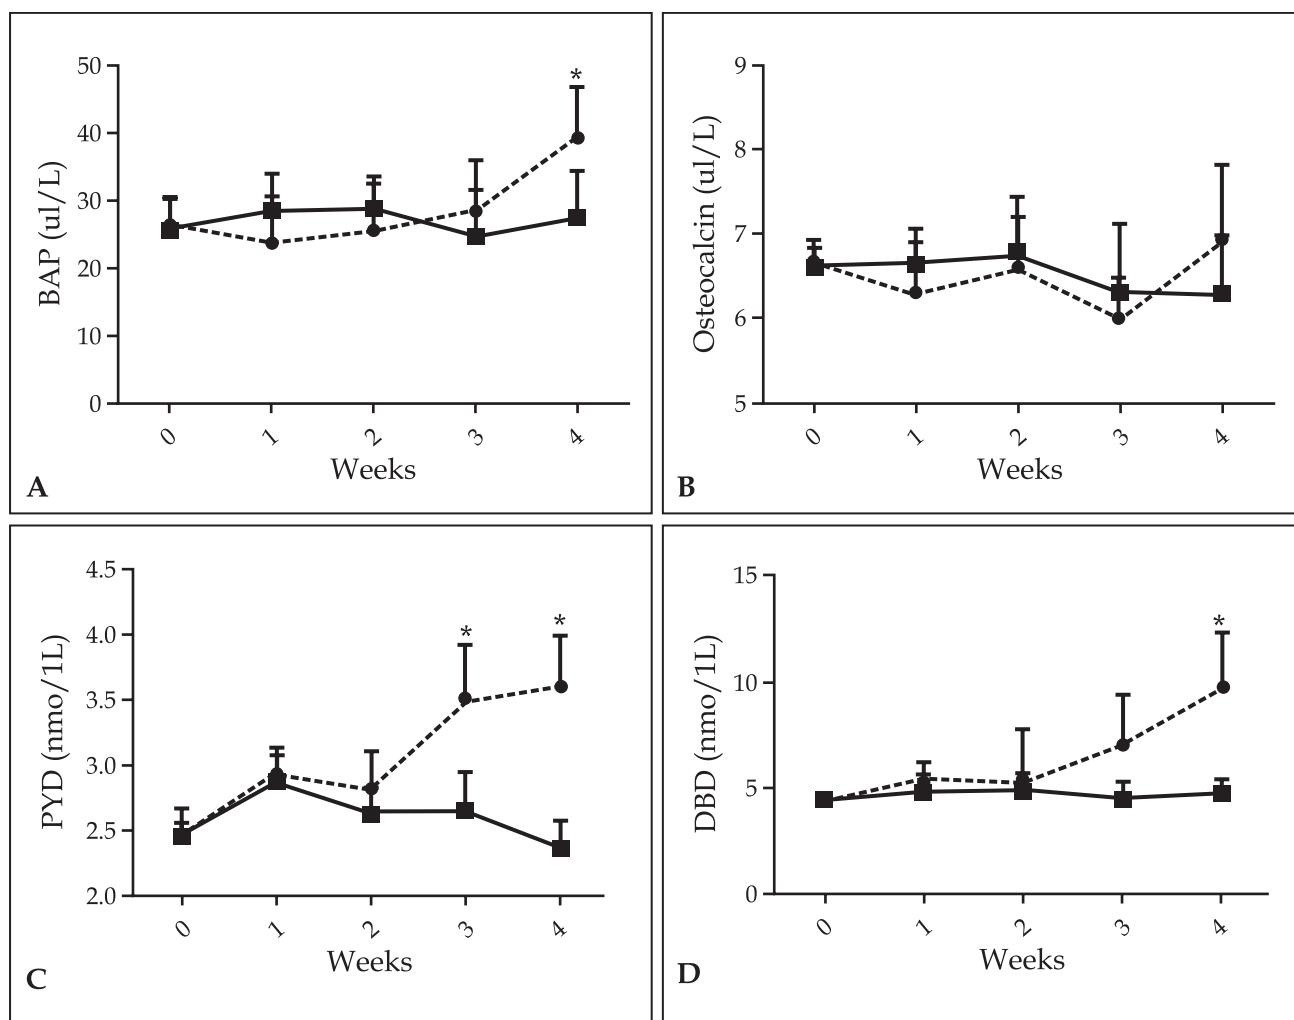 50
40
30
20
10
0
BAP (ul/L)
*
0 1 2 3 4
Weeks
A
9
8
7
6
5
Osteocalcin (ul/L)
0 1 2 3 4
Weeks
B
4.5
4.0
3.5
3.0
2.5
2.0
PYD (nmo/1L)
* *
0 1 2 3 4
Weeks
C
15
10
5
0
DBD (nmo/1L)
*
0 1 2 3 4
Weeks
D